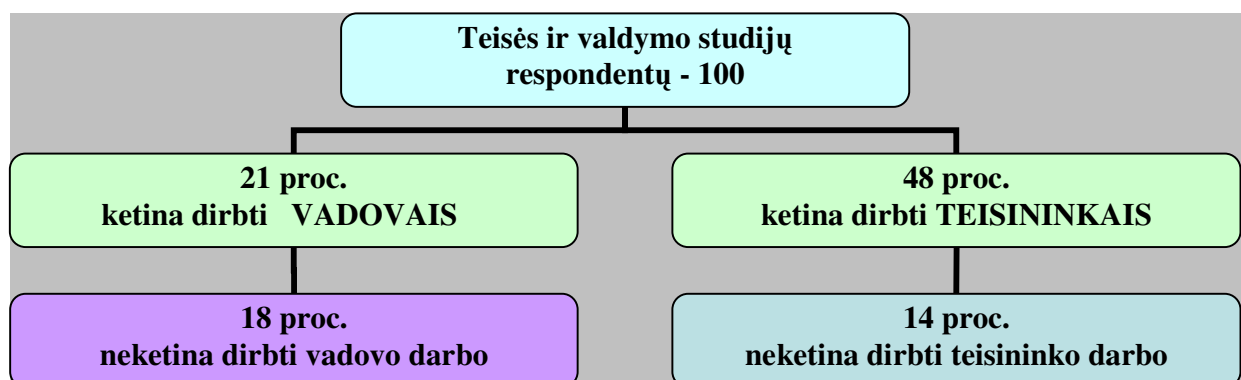 Teisės ir valdymo studijų
respondentų - 100
21 proc.
ketina dirbti VADOVAIS
48 proc.
ketina dirbti TEISININKAIS
18 proc.
neketina dirbti vadovo darbo
14 proc.
neketina dirbti teisininko darbo